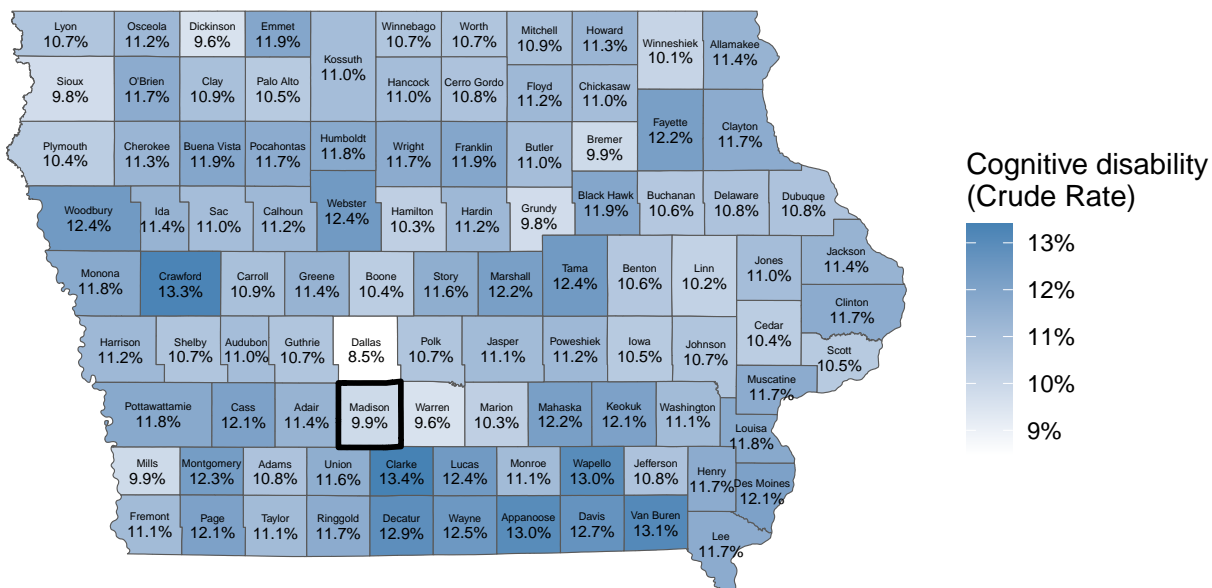 Lyon
10.7%
Osceola
11.2%
Dickinson
9.6%
Emmet
11.9%
Kossuth
11.0%
Winnebago
10.7%
Worth
10.7%
Mitchell
10.9%
Howard
11.3%
Winneshiek
10.1%
Allamakee
11.4%
Sioux
9.8%
O'Brien
11.7%
Clay
10.9%
Palo Alto
10.5%
Hancock
11.0%
Cerro Gordo
10.8%
Floyd
11.2%
Chickasaw
11.0%
Fayette
12.2%
Clayton
11.7%
Plymouth
10.4%
Cherokee
11.3%
Buena Vista
11.9%
Pocahontas
11.7%
Humboldt
11.8%
Wright
11.7%
Franklin
11.9%
Butler
11.0%
Bremer
9.9%
Woodbury
12.4%
Ida
11.4%
Sac
11.0%
Calhoun
11.2%
Webster
12.4%
Hamilton
10.3%
Hardin
11.2%
Grundy
9.8%
Black Hawk
11.9%
Buchanan
10.6%
Delaware
10.8%
Dubuque
10.8%
Monona
11.8%
Crawford
13.3%
Carroll
10.9%
Greene
11.4%
Boone
10.4%
Story
11.6%
Marshall
12.2%
Tama
12.4%
Benton
10.6%
Linn
10.2%
Jones
11.0%
Jackson
11.4%
Clinton
11.7%
Harrison
11.2%
Shelby
10.7%
Audubon
11.0%
Guthrie
10.7%
Dallas
8.5%
Polk
10.7%
Jasper
11.1%
Poweshiek
11.2%
Iowa
10.5%
Johnson
10.7%
Cedar
10.4%
Scott
10.5%
Muscatine
11.7%
Pottawattamie
11.8%
Cass
12.1%
Adair
11.4%
Madison
9.9%
Warren
9.6%
Marion
10.3%
Mahaska
12.2%
Keokuk
12.1%
Washington
11.1%
Louisa
11.8%
Mills
9.9%
Montgomery
12.3%
Adams
10.8%
Union
11.6%
Clarke
13.4%
Lucas
12.4%
Monroe
11.1%
Wapello
13.0%
Jefferson
10.8%
Henry
11.7%
Des Moines
12.1%
Fremont
11.1%
Page
12.1%
Taylor
11.1%
Ringgold
11.7%
Decatur
12.9%
Wayne
12.5%
Appanoose
13.0%
Davis
12.7%
Van Buren
13.1%
Lee
11.7%
Cognitive disability
(Crude Rate)
13%
12%
11%
10%
9%